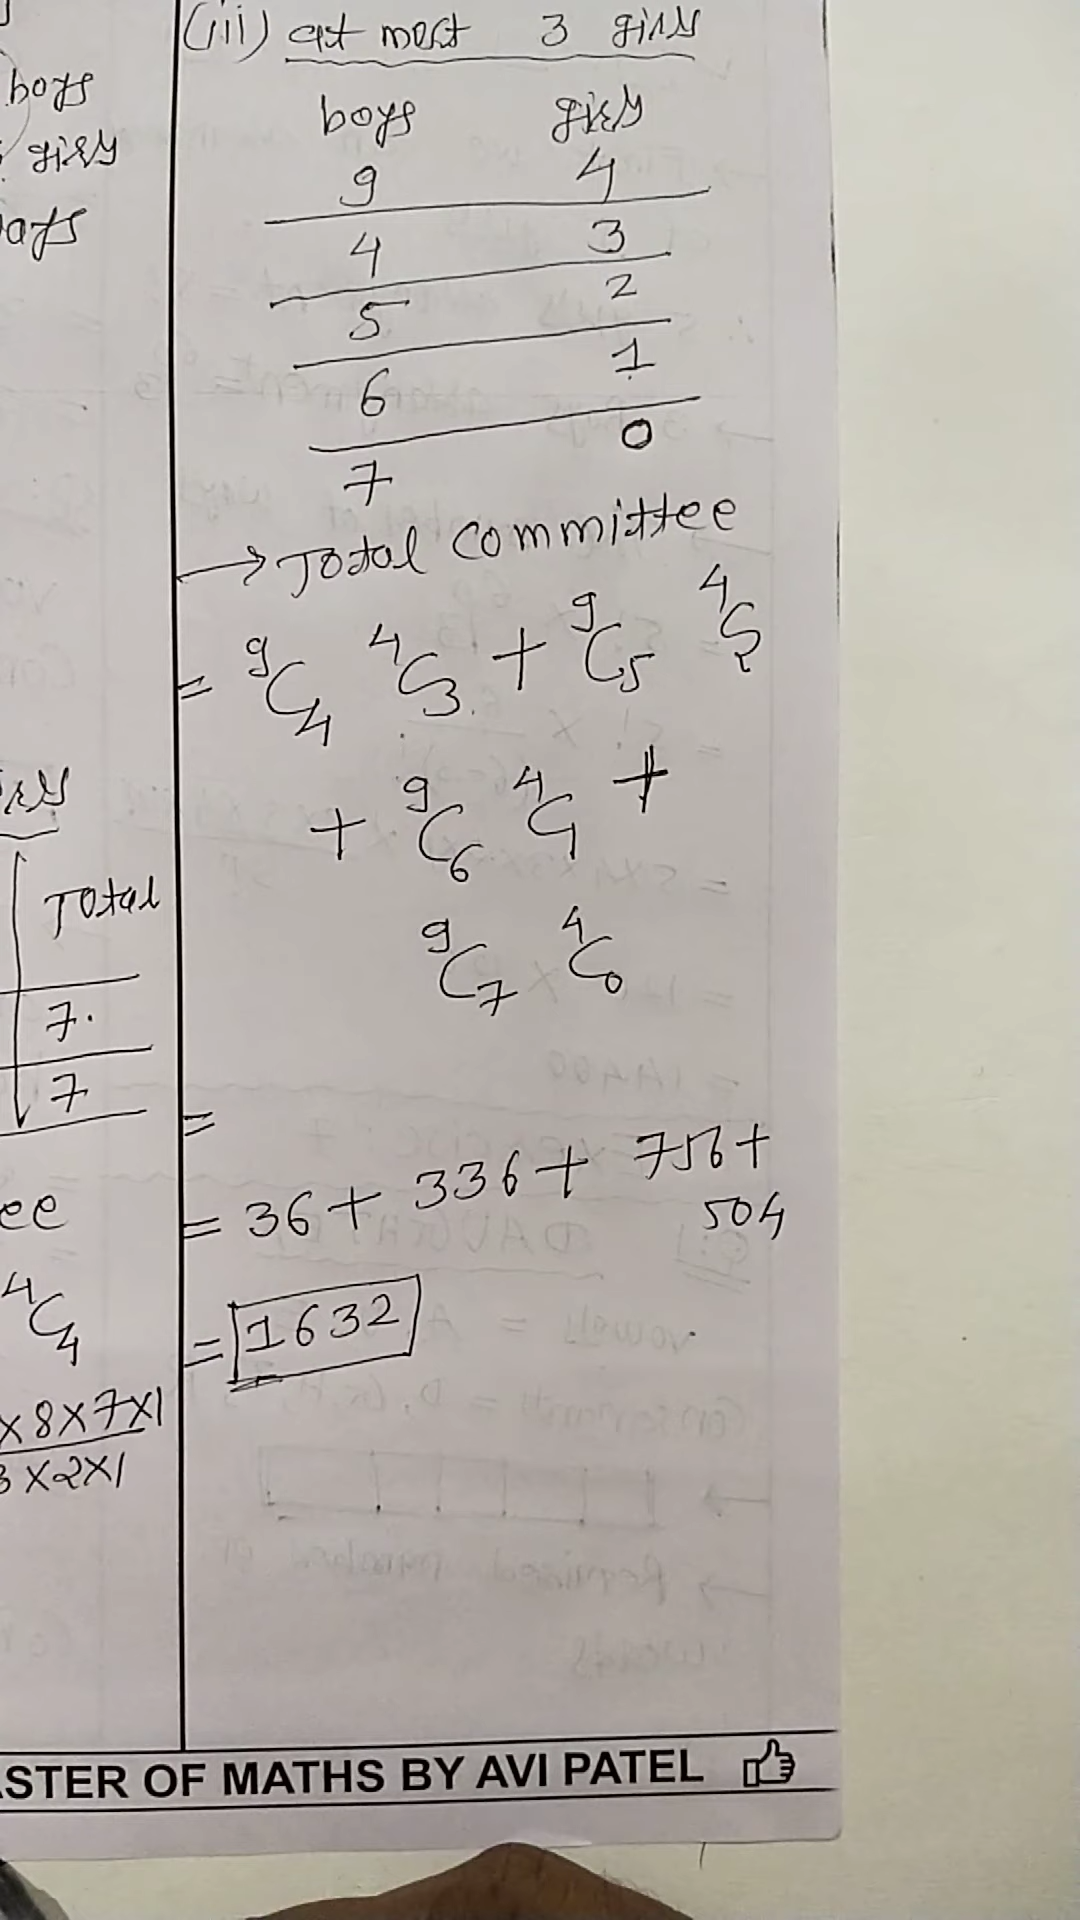 boys
girls
(iii) at most 3 girls
boys girls
9 4
4 3
5 2
6 1
7 0
→ Total committee
= ⁹C₄ ⁴C₃ + ⁹C₅ ⁴C₂
+ ⁹C₆ ⁴C₁ +
⁹C₇ ⁴C₀
=
= 36 + 336 + 756 +
504
= 1632
Total
7.
7
ee
⁴C₄
x 8 x 7 x 1
3 x 2 x 1
ASTER OF MATHS BY AVI PATEL